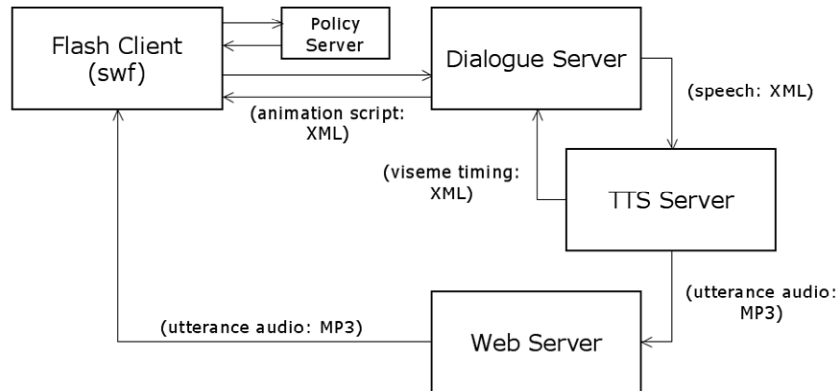 Flash Client
(swf)
Policy
Server
Dialogue Server
(speech: XML)
(animation script:
XML)
(viseme timing:
XML)
TTS Server
(utterance audio:
MP3)
(utterance audio: MP3)
Web Server